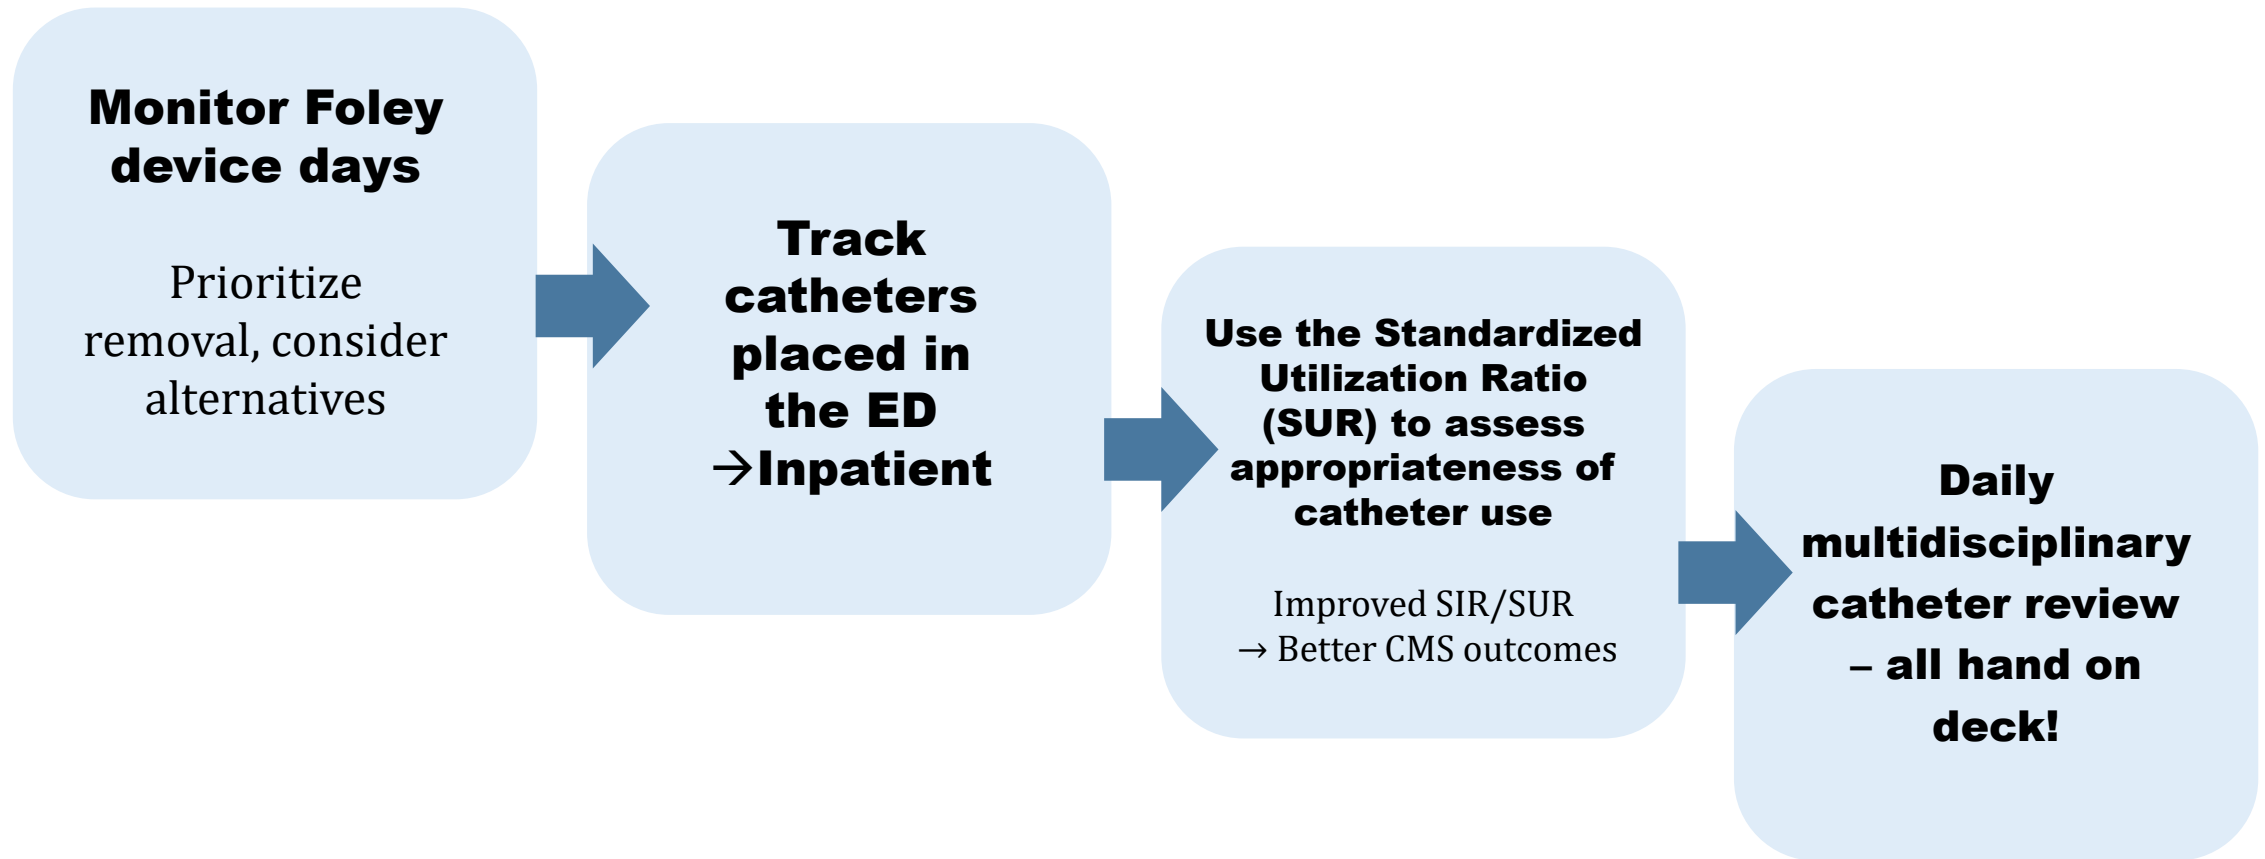 Monitor Foley
device days
Prioritize
removal, consider
alternatives
Track
catheters
placed in
the ED
→Inpatient
Use the Standardized
Utilization Ratio
(SUR) to assess
appropriateness of
catheter use
Improved SIR/SUR
→ Better CMS outcomes
Daily
multidisciplinary
catheter review
– all hand on
deck!